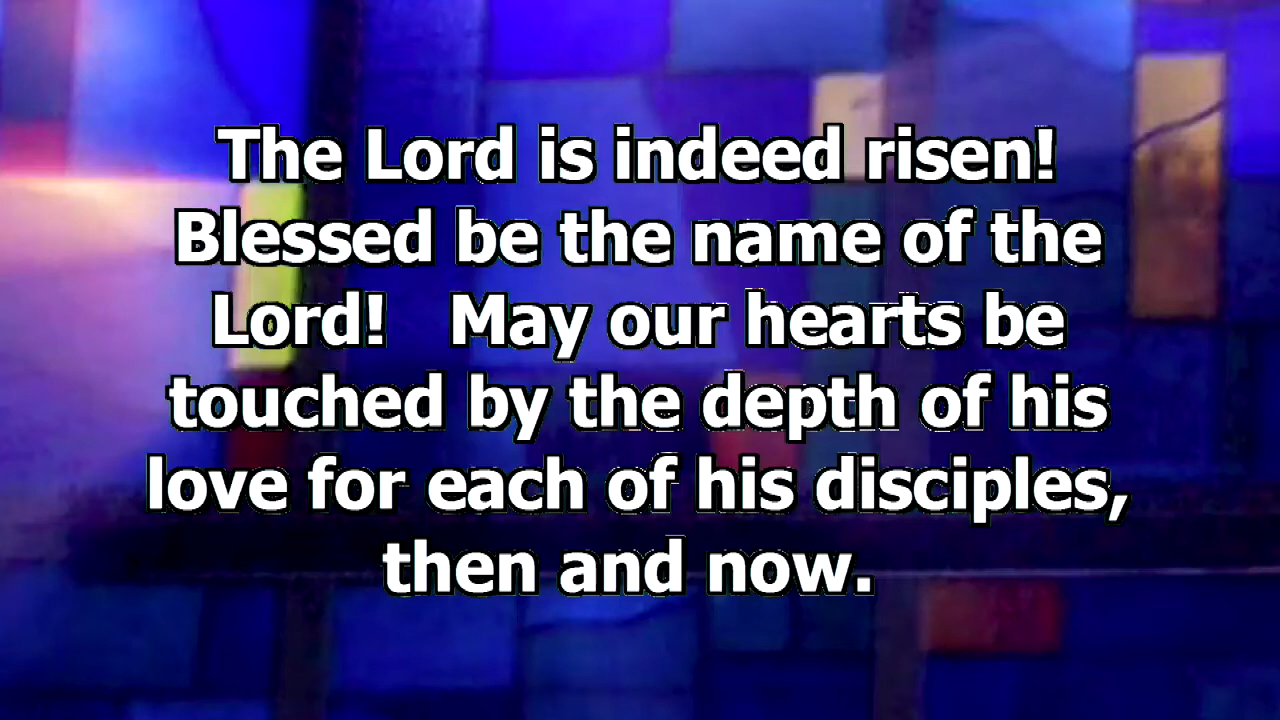 The Lord is indeed risen!
Blessed be the name of the
Lord!   May our hearts be
touched by the depth of his
love for each of his disciples,
then and now.